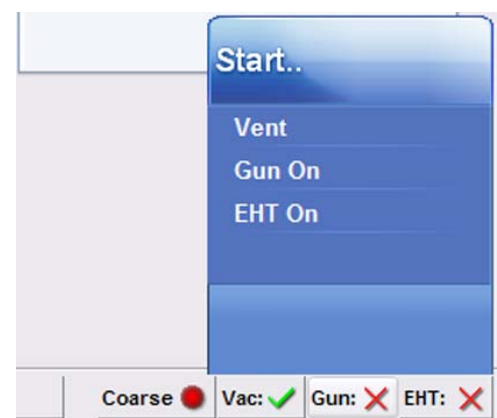 Start..
Vent
Gun On
EHT On
Coarse Vac: Gun: EHT: